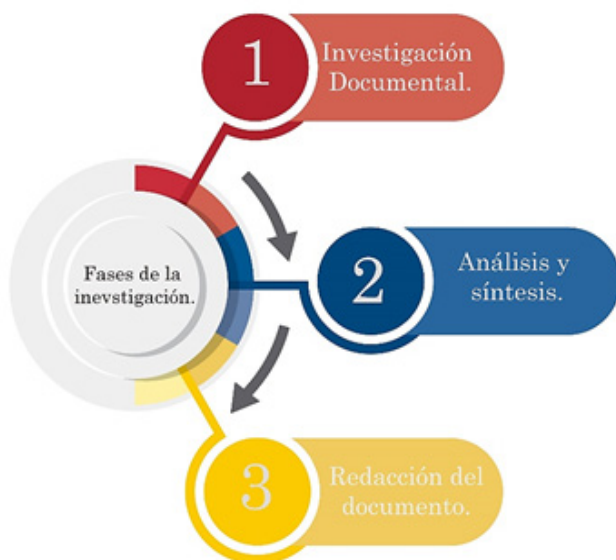 1
Investigación
Documental.
Fases de la
inevstigación.
2
Análisis y
síntesis.
3
Redacción del
documento.